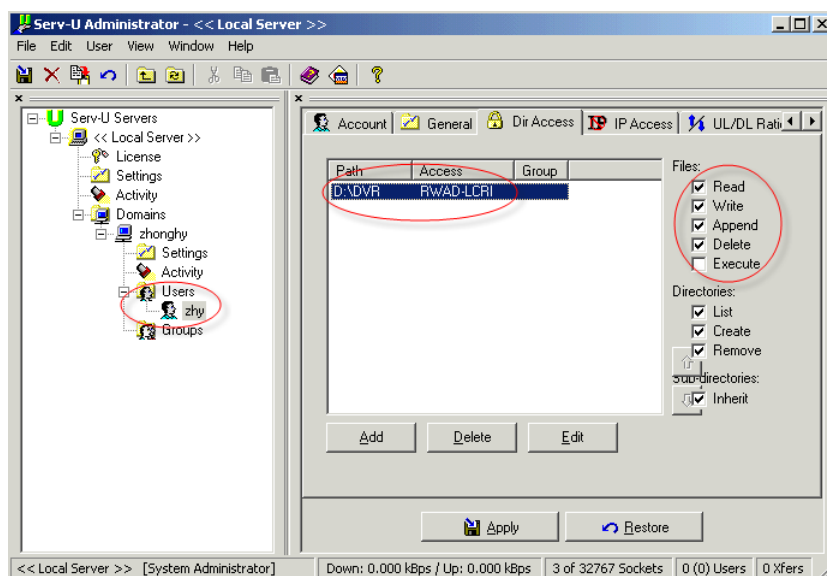 Serv-U Administrator - << Local Server >>
File Edit User View Window Help
Serv-U Servers
<< Local Server >>
License
Settings
Activity
Domains
zhonghy
Settings
Activity
Users
zhy
Groups
Account General Dir Access IP Access UL/DL
Path Access Group
D:\DVR RWAD-LCRI
Files:
Read
Write
Append
Delete
Execute
Directories:
List
Create
Remove
Sub-directories:
Inherit
Add Delete Edit
Apply Restore
<< Local Server >> [System Administrator] Down: 0.000 kBps / Up: 0.000 kBps 3 of 32767 Sockets 0 (0) Users 0 Xfers